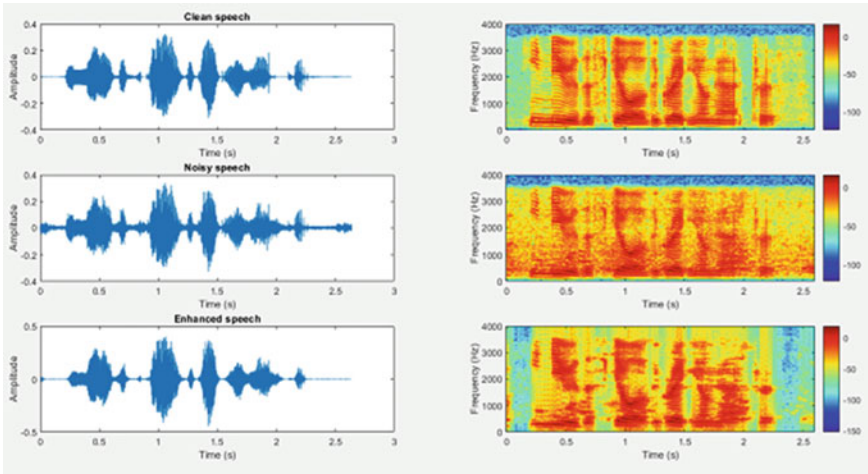 Clean speech
0.4
0.2
0
-0.2
-0.4
Amplitude
0 0.5 1 1.5 2 2.5 3
Time (s)
4000
3000
2000
1000
0
Frequency (Hz)
0 0.5 1 1.5 2 2.5
Time (s)
0
-50
-100
Noisy speech
0.4
0.2
0
-0.2
-0.4
Amplitude
0 0.5 1 1.5 2 2.5 3
Time (s)
4000
3000
2000
1000
0
Frequency (Hz)
0 0.5 1 1.5 2 2.5
Time (s)
0
-50
-100
Enhanced speech
0.5
0
-0.5
Amplitude
0 0.5 1 1.5 2 2.5 3
Time (s)
4000
3000
2000
1000
0
Frequency (Hz)
0 0.5 1 1.5 2 2.5
Time (s)
0
-50
-100
-150